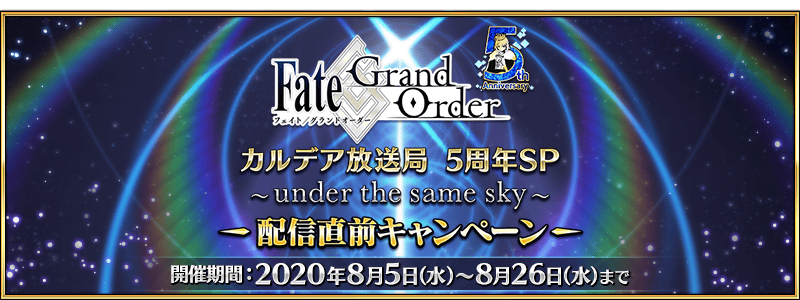 Fate Grand Order
フェイト/グランドオーダー
5th Anniversary
カルデア放送局 5周年SP
～under the same sky～
配信直前キャンペーン
開催期間：2020年8月5日(水)～8月26日(水)まで